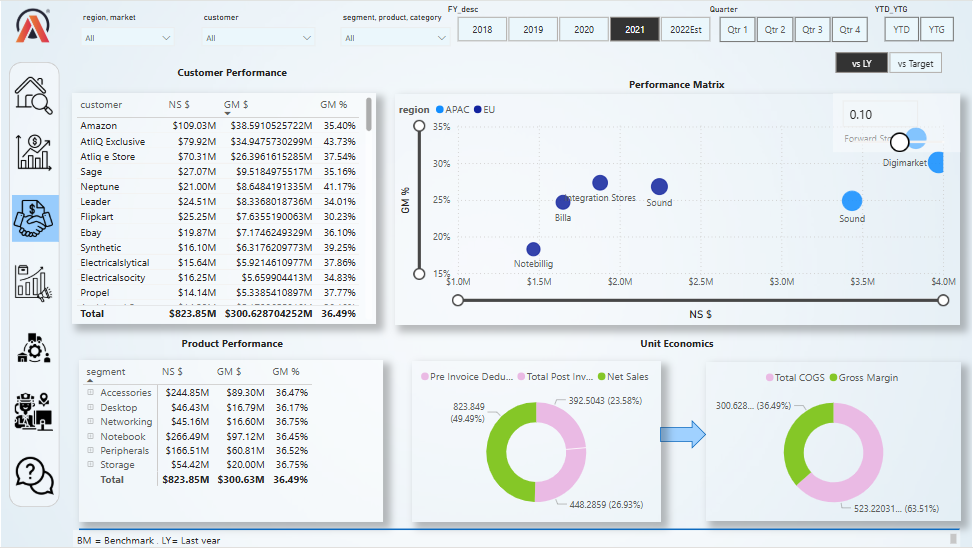 region, market
customer
segment, product, category
FY_desc
Quarter
YTD_YTG
All
All
All
2018
2019
2020
2021
2022Est
Qtr 1
Qtr 2
Qtr 3
Qtr 4
YTD
YTG
vs LY
vs Target
Customer Performance
customer NS $ GM $ GM %
Amazon $109.03M $38.5910525722M 35.40%
AtliQ Exclusive $79.92M $34.9475730299M 43.73%
Atliq e Store $70.31M $26.3961615285M 37.54%
Sage $27.07M $9.5184975517M 35.16%
Neptune $21.00M $8.6484191335M 41.17%
Leader $24.51M $8.3368018736M 34.01%
Flipkart $25.25M $7.6355190063M 30.23%
Ebay $19.87M $7.1746249329M 36.10%
Synthetic $16.10M $6.3176209773M 39.25%
Electricalslytical $15.64M $5.9214610977M 37.86%
Electricalsocity $16.25M $5.659904413M 34.83%
Propel $14.14M $5.3385410897M 37.77%
Total $823.85M $300.628704252M 36.49%
Performance Matrix
region APAC EU
0.10
35%
30%
25%
20%
15%
GM %
Forward Sto
Digimarket
Integration Stores
Billa
Sound
Sound
Notebillig
$1.0M $1.5M $2.0M $2.5M $3.0M $3.5M $4.0M
NS $
Product Performance
segment NS $ GM $ GM %
Accessories $244.85M $89.30M 36.47%
Desktop $46.43M $16.79M 36.17%
Networking $45.16M $16.60M 36.75%
Notebook $266.49M $97.12M 36.45%
Peripherals $166.51M $60.81M 36.52%
Storage $54.42M $20.00M 36.75%
Total $823.85M $300.63M 36.49%
Unit Economics
Pre Invoice Dedu... Total Post Inv... Net Sales
823.849
(49.49%)
392.5043 (23.58%)
448.2859 (26.93%)
Total COGS Gross Margin
300.628... (36.49%)
523.22031... (63.51%)
BM = Benchmark . LY= Last year